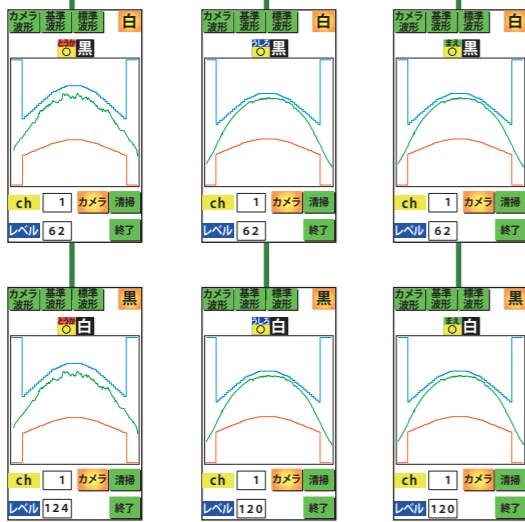 カメラ 波形 基準 波形 標準 波形 白
とうか ○ 黒
ch 1 カメラ 清掃
レベル 62 終了
カメラ 波形 基準 波形 標準 波形 白
うしろ ○ 黒
ch 1 カメラ 清掃
レベル 62 終了
カメラ 波形 基準 波形 標準 波形 白
まえ ○ 黒
ch 1 カメラ 清掃
レベル 62 終了
カメラ 波形 基準 波形 標準 波形 黒
とうか ○ 白
ch 1 カメラ 清掃
レベル 124 終了
カメラ 波形 基準 波形 標準 波形 黒
うしろ ○ 白
ch 1 カメラ 清掃
レベル 120 終了
カメラ 波形 基準 波形 標準 波形 黒
まえ ○ 白
ch 1 カメラ 清掃
レベル 120 終了